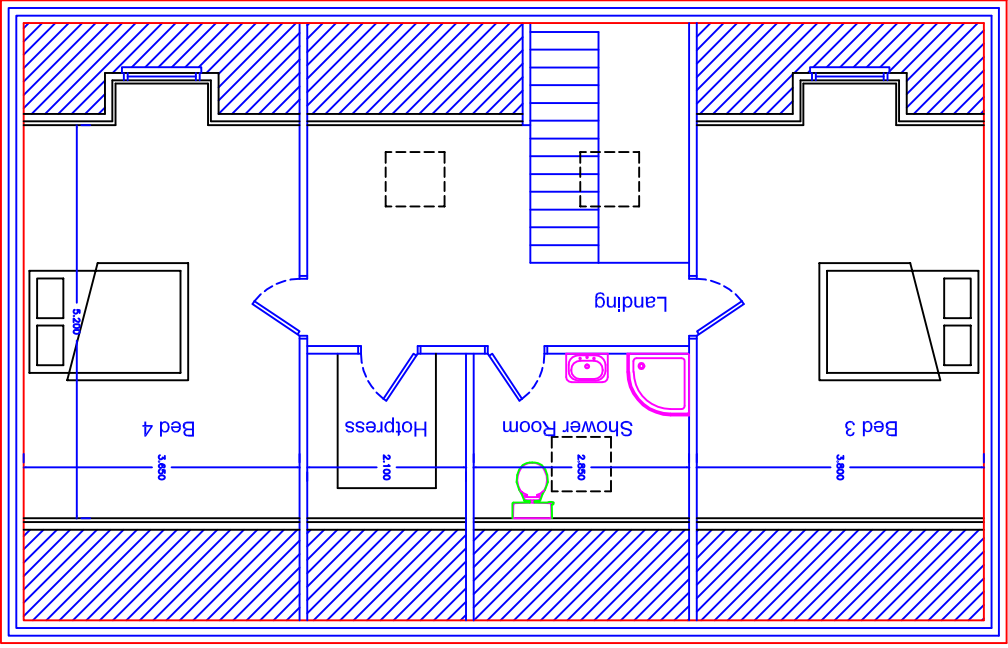 3.800
2.850
2.100
3.650
Bed 3
Shower Room
Hotpress
Bed 4
5.200
Landing